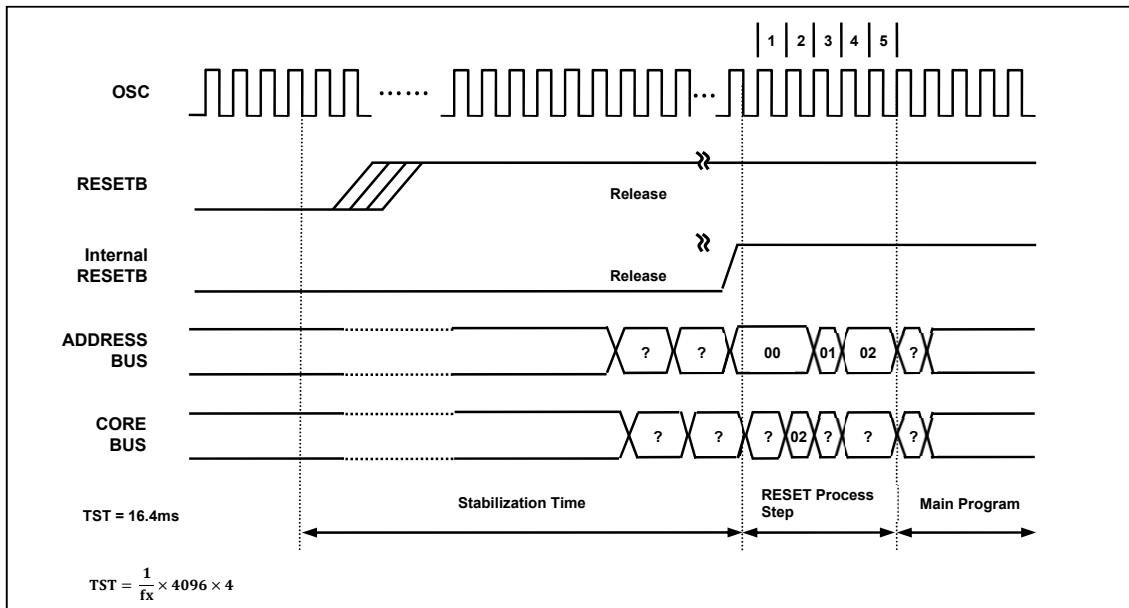 1 2 3 4 5
OSC
...... ...
RESETB
Release
Internal
RESETB
Release
ADDRESS
BUS
? ? 00 01 02 ?
CORE
BUS
? ? ? 02 ? ? ?
TST = 16.4ms
Stabilization Time
RESET Process
Step
Main Program
TST = 1/fx × 4096 × 4